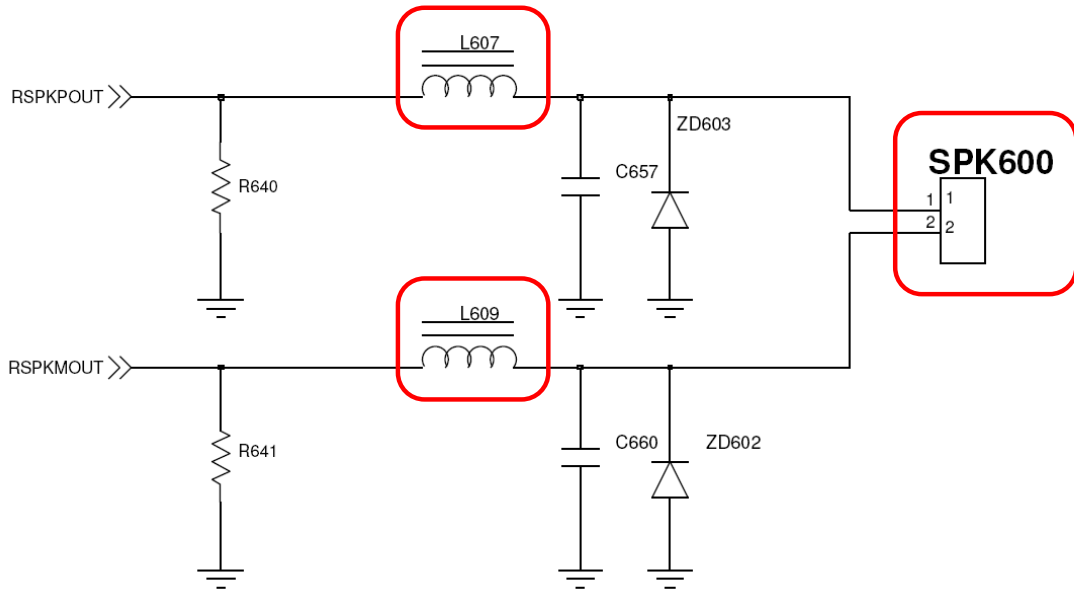 L607
RSPKPOUT
ZD603
SPK600
C657
R640
1 1
2 2
L609
RSPKMOUT
C660 ZD602
R641